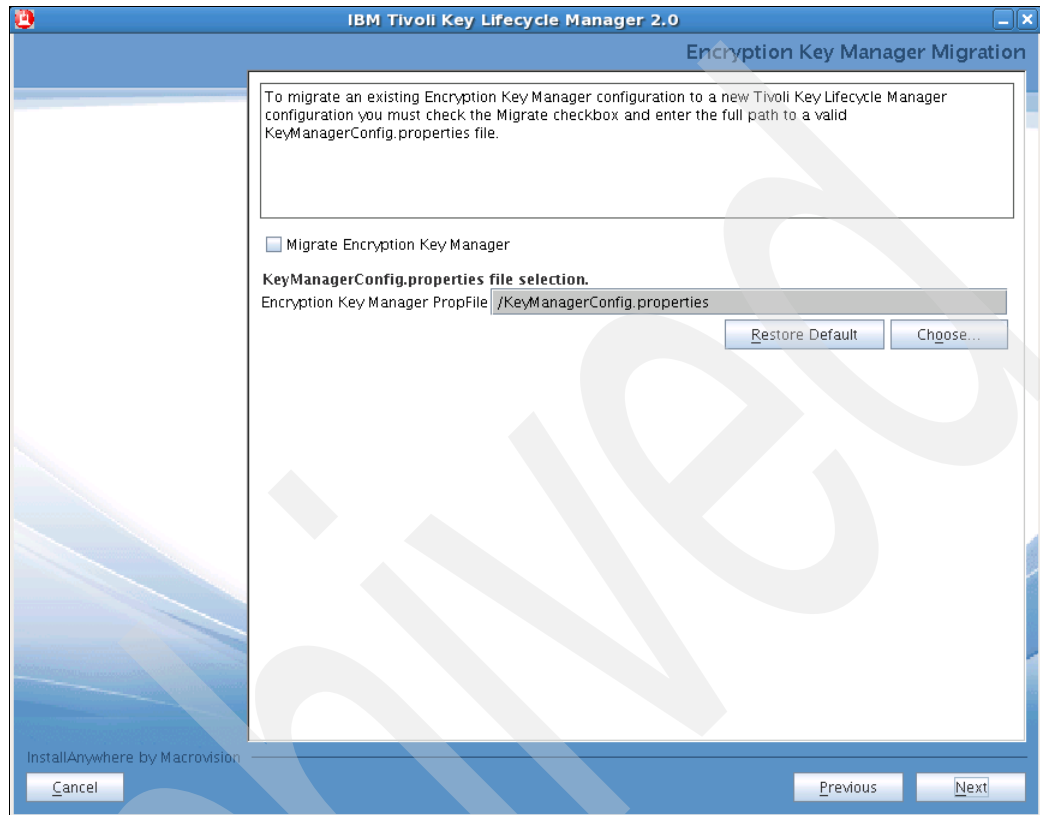 IBM Tivoli Key Lifecycle Manager 2.0
Encryption Key Manager Migration
To migrate an existing Encryption Key Manager configuration to a new Tivoli Key Lifecycle Manager
configuration you must check the Migrate checkbox and enter the full path to a valid
KeyManagerConfig.properties file.
Migrate Encryption Key Manager
KeyManagerConfig.properties file selection.
Encryption Key Manager PropFile /KeyManagerConfig.properties
Restore Default Choose...
InstallAnywhere by Macrovision
Cancel Previous Next
hived